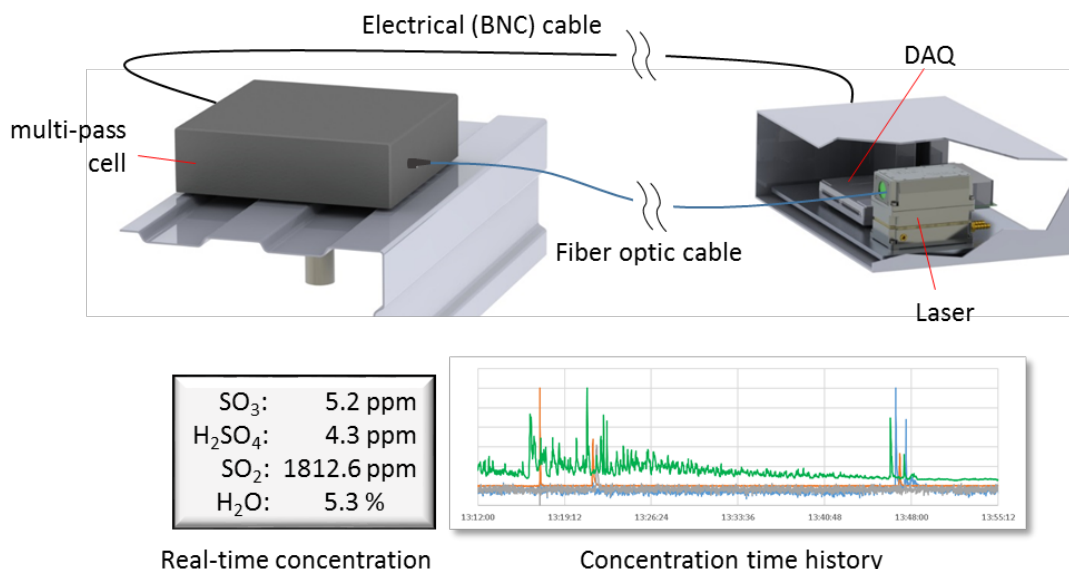 Electrical (BNC) cable
DAQ
multi-pass
cell
Fiber optic cable
Laser
SO₃: 5.2 ppm
H₂SO₄: 4.3 ppm
SO₂: 1812.6 ppm
H₂O: 5.3 %
13:12:00 13:19:12 13:26:24 13:33:36 13:40:48 13:48:00 13:55:12
Real-time concentration
Concentration time history